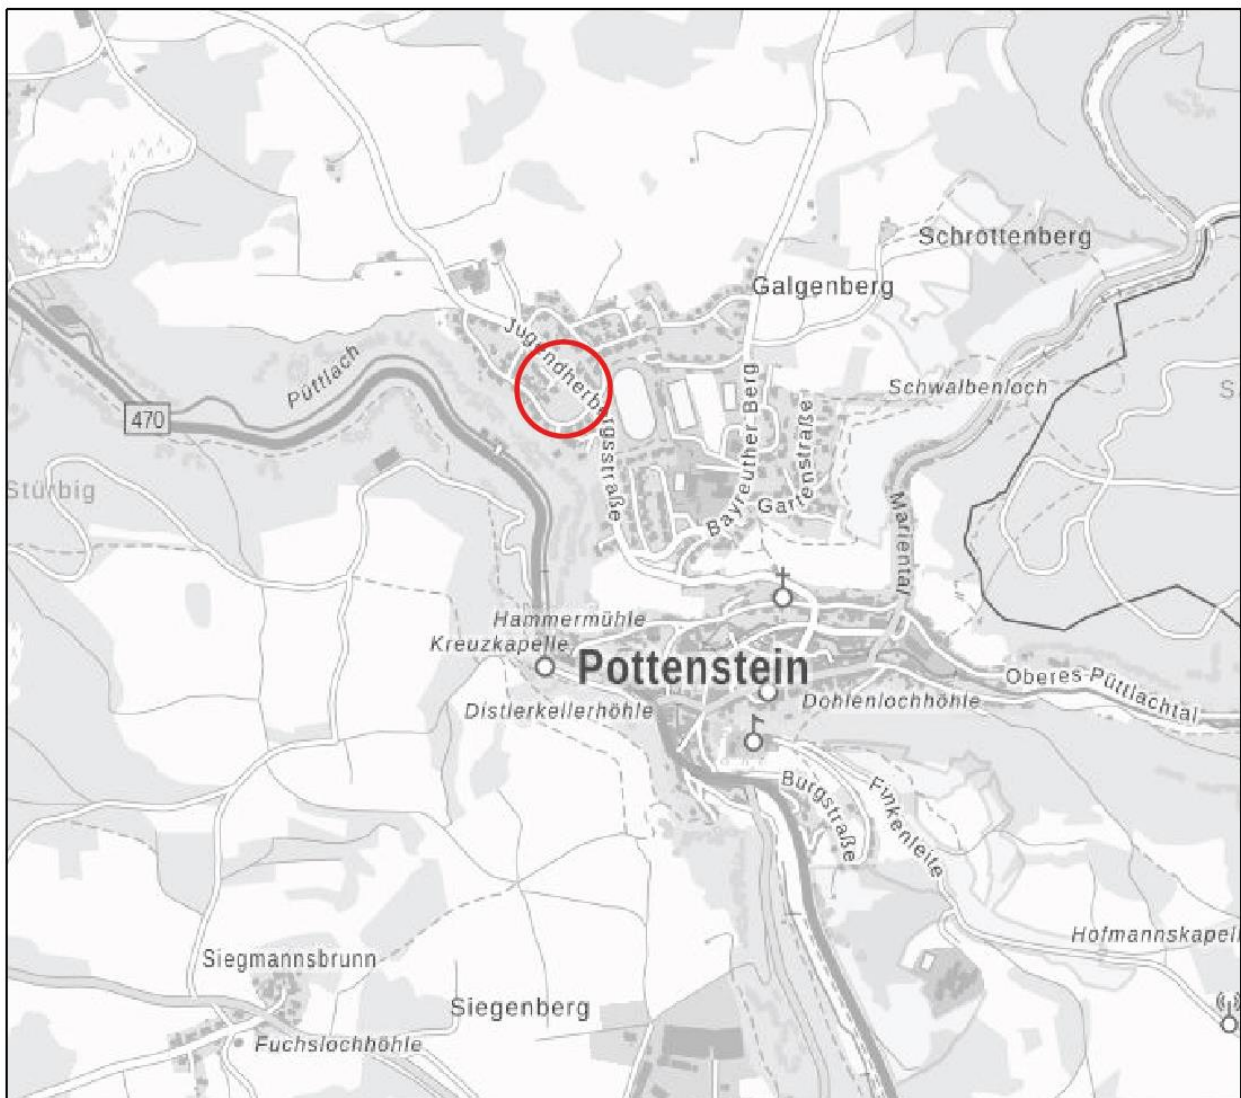 Schrottenberg
Galgenberg
Jugendherbergsstraße
Püttlach
470
Schwalbenloch
Bayreuther Berg
Gartenstraße
Stürbig
Mariental
Hammermühle
Kreuzkapelle
Pottenstein
Oberes-Püttlachtal
Distlerkellerhöhle
Dohlenlochhöhle
Burgstraße
Finkenleite
Hofmannskapell
Siegmannsbrunn
Siegenberg
Fuchslochhöhle
S